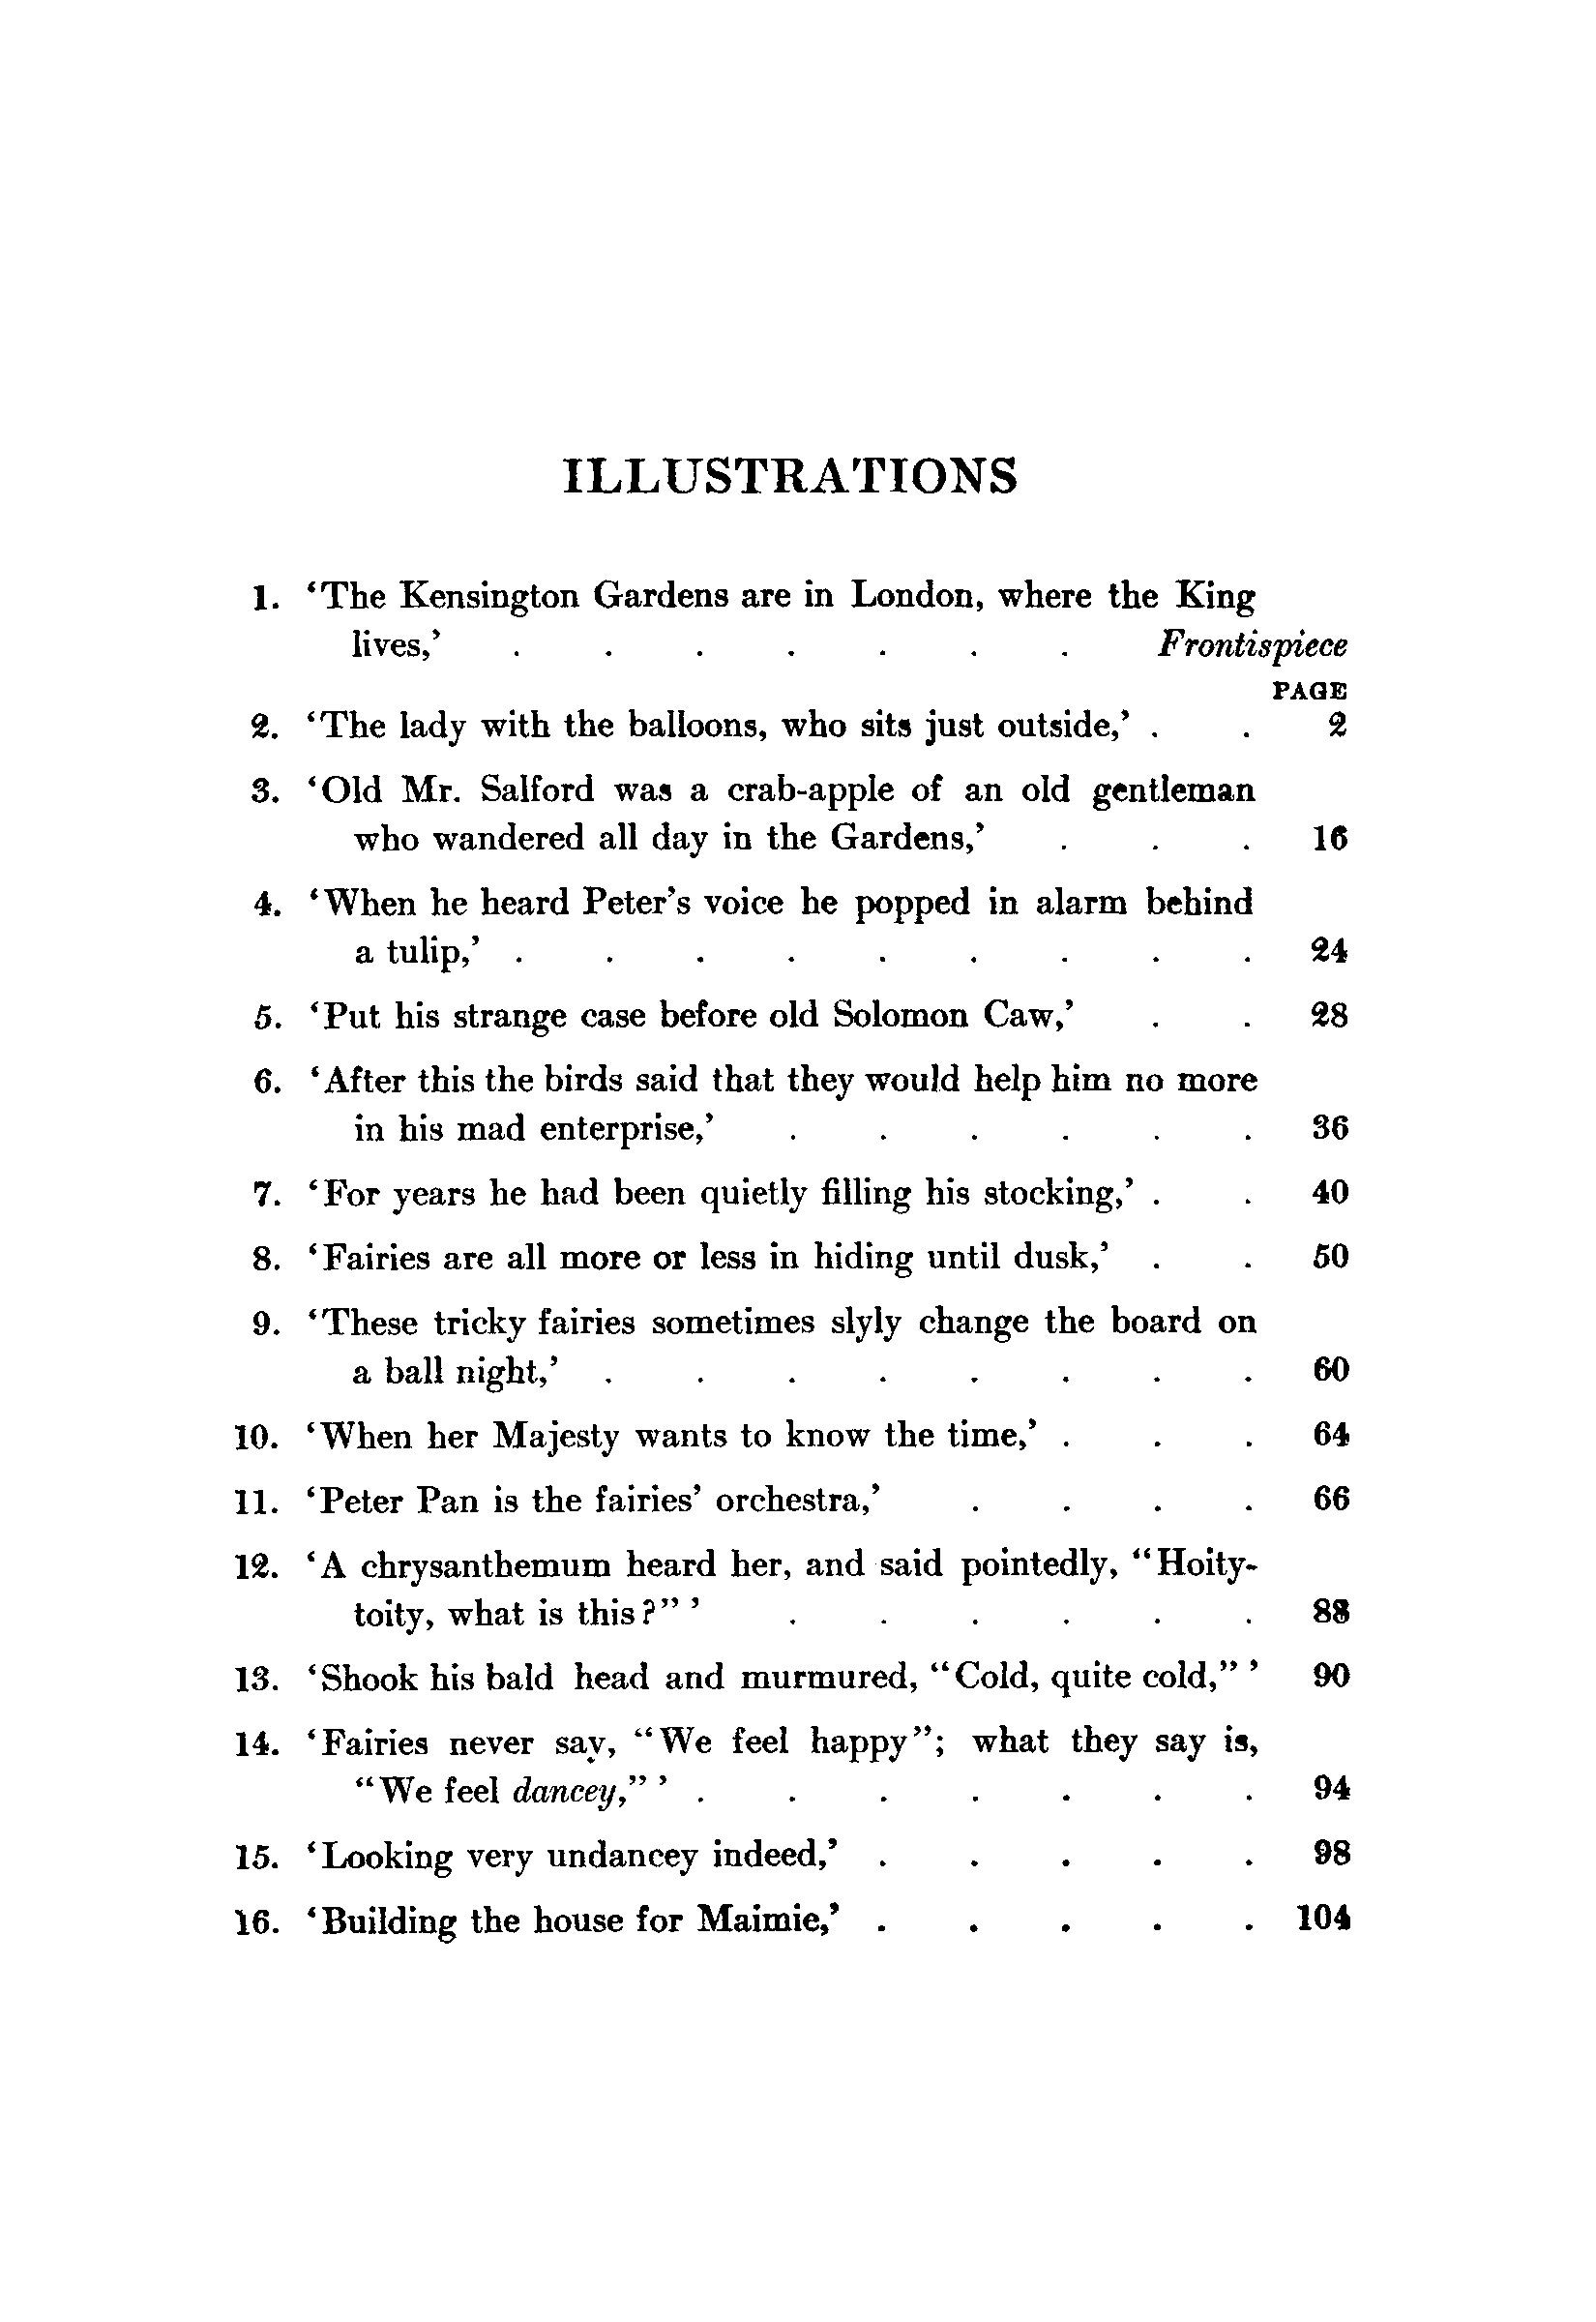 ILLUSTRATIONS
1. ‘The Kensington Gardens are in London, where the King
lives,’ . . . . . . . Frontispiece
PAGE
2. ‘The lady with the balloons, who sits just outside,’ . . 2
3. ‘Old Mr. Salford was a crab-apple of an old gentleman
who wandered all day in the Gardens,’ . . . 16
4. ‘When he heard Peter’s voice he popped in alarm behind
a tulip,’ . . . . . . . . . 24
5. ‘Put his strange case before old Solomon Caw,’ . . 28
6. ‘After this the birds said that they would help him no more
in his mad enterprise,’ . . . . . . 36
7. ‘For years he had been quietly filling his stocking,’ . . 40
8. ‘Fairies are all more or less in hiding until dusk,’ . . 50
9. ‘These tricky fairies sometimes slyly change the board on
a ball night,’ . . . . . . . . 60
10. ‘When her Majesty wants to know the time,’ . . . 64
11. ‘Peter Pan is the fairies’ orchestra,’ . . . . 66
12. ‘A chrysanthemum heard her, and said pointedly, “Hoity-
toity, what is this?” ’ . . . . . . 88
13. ‘Shook his bald head and murmured, “Cold, quite cold,” ’ 90
14. ‘Fairies never say, “We feel happy”; what they say is,
“We feel dancey,” ’ . . . . . . . 94
15. ‘Looking very undancey indeed,’ . . . . . 98
16. ‘Building the house for Maimie,’ . . . . . 104